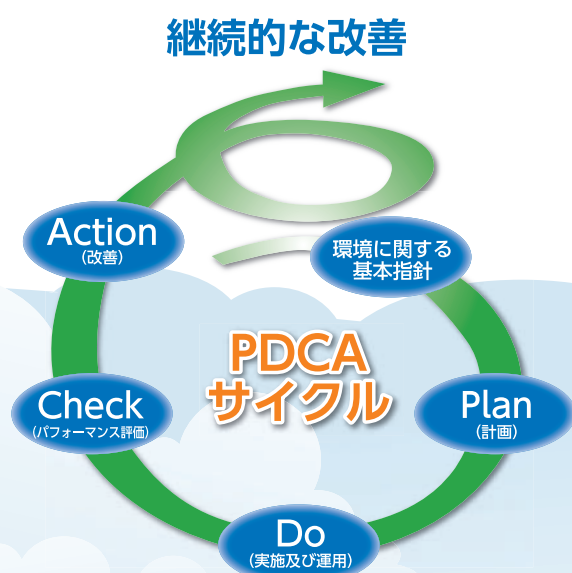 継続的な改善
Action
(改善)
環境に関する
基本指針
PDCA
サイクル
Check
(パフォーマンス評価)
Plan
(計画)
Do
(実施及び運用)